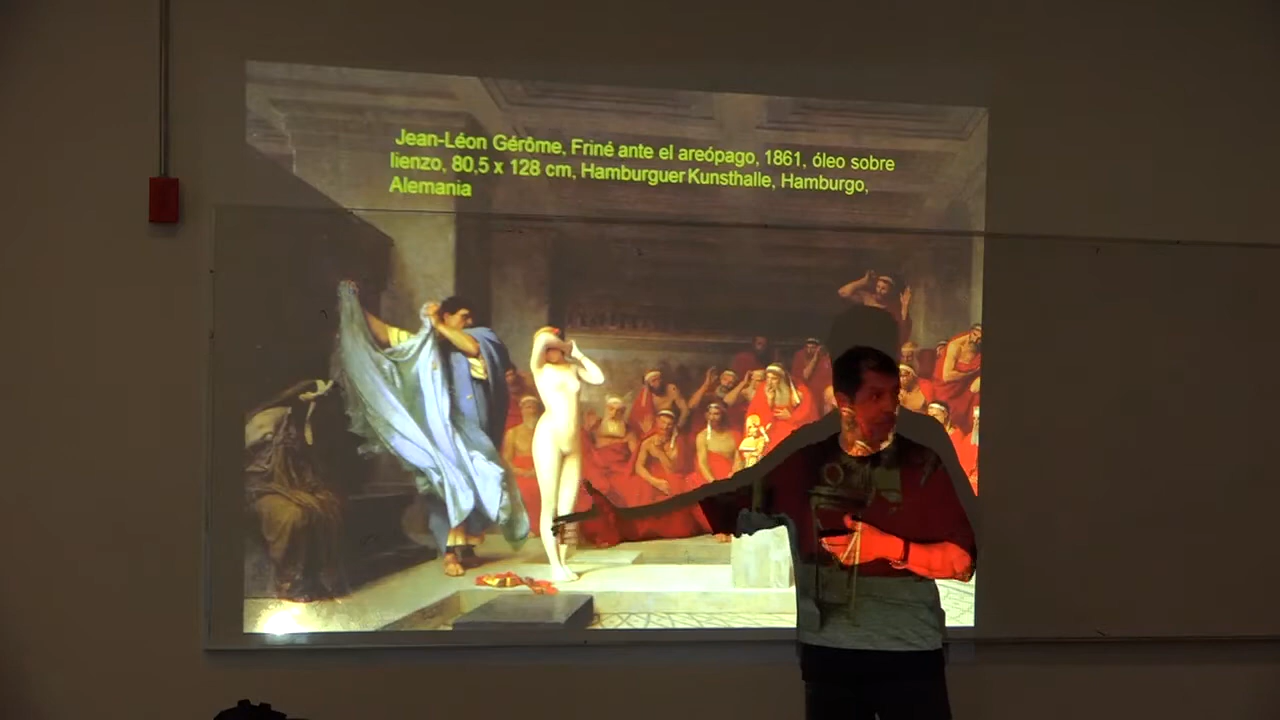 Jean-Léon Gérôme, Friné ante el areópago, 1861, óleo sobre
lienzo, 80,5 x 128 cm, Hamburguer Kunsthalle, Hamburgo,
Alemania